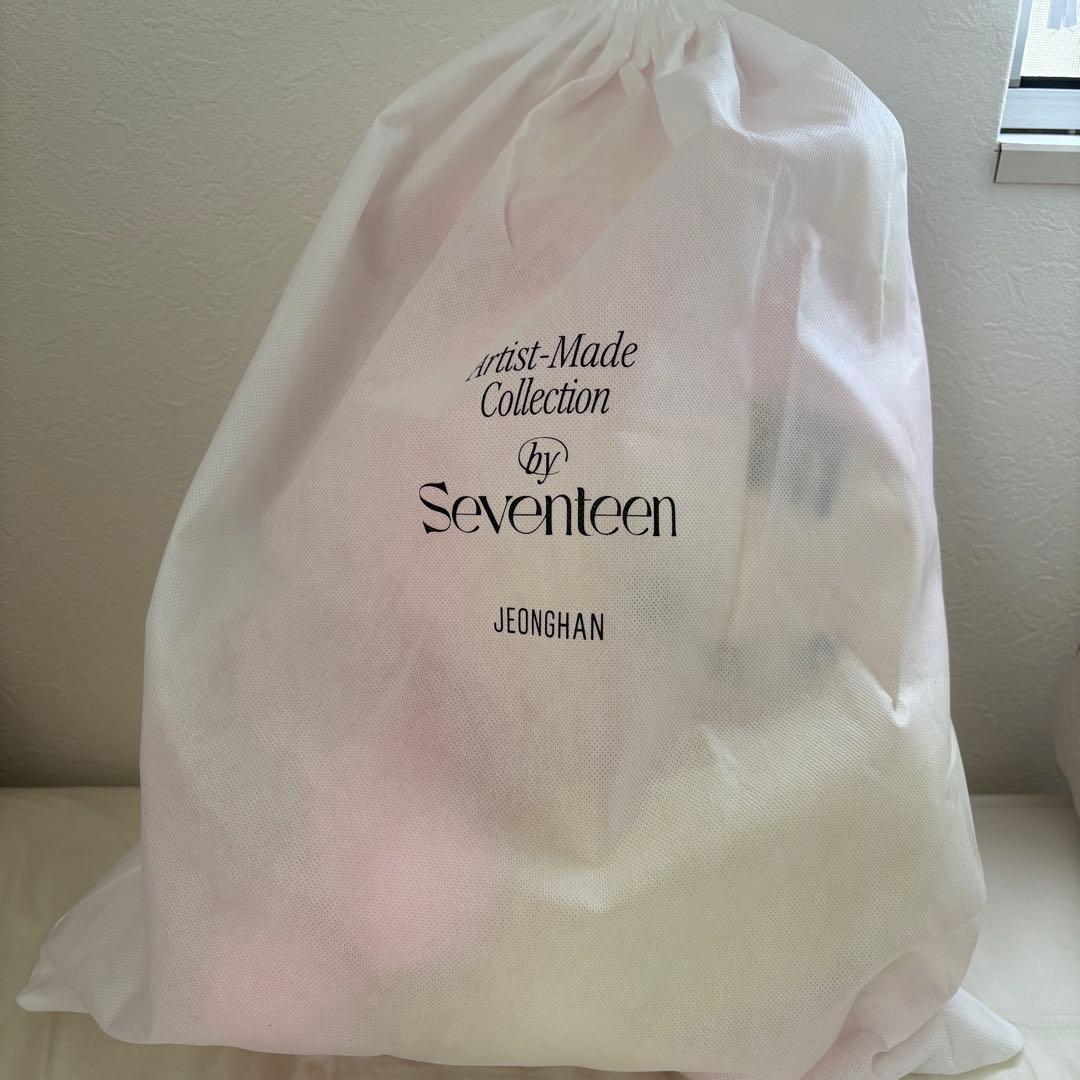 Artist-Made
Collection
by
Seventeen
JEONGHAN